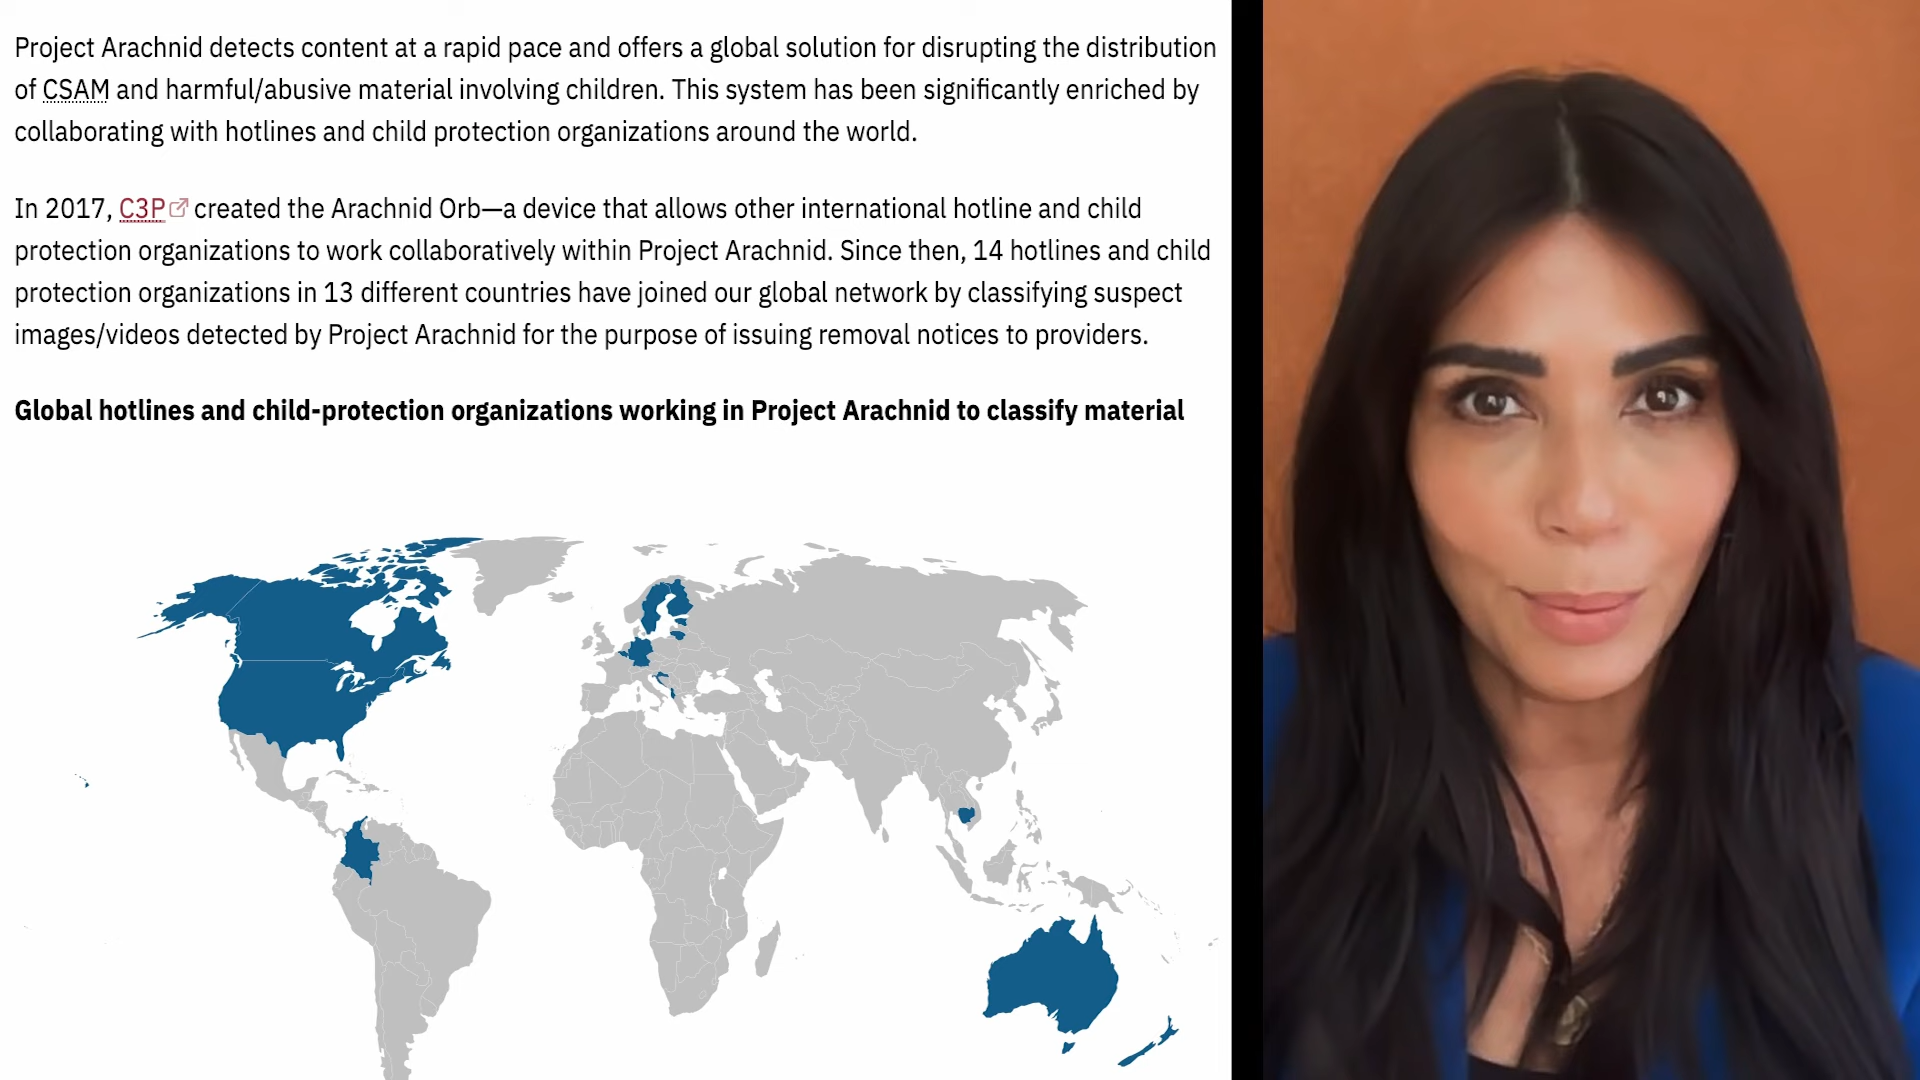 Project Arachnid detects content at a rapid pace and offers a global solution for disrupting the distribution
of CSAM and harmful/abusive material involving children. This system has been significantly enriched by
collaborating with hotlines and child protection organizations around the world.
In 2017, C3P created the Arachnid Orb—a device that allows other international hotline and child
protection organizations to work collaboratively within Project Arachnid. Since then, 14 hotlines and child
protection organizations in 13 different countries have joined our global network by classifying suspect
images/videos detected by Project Arachnid for the purpose of issuing removal notices to providers.
Global hotlines and child-protection organizations working in Project Arachnid to classify material